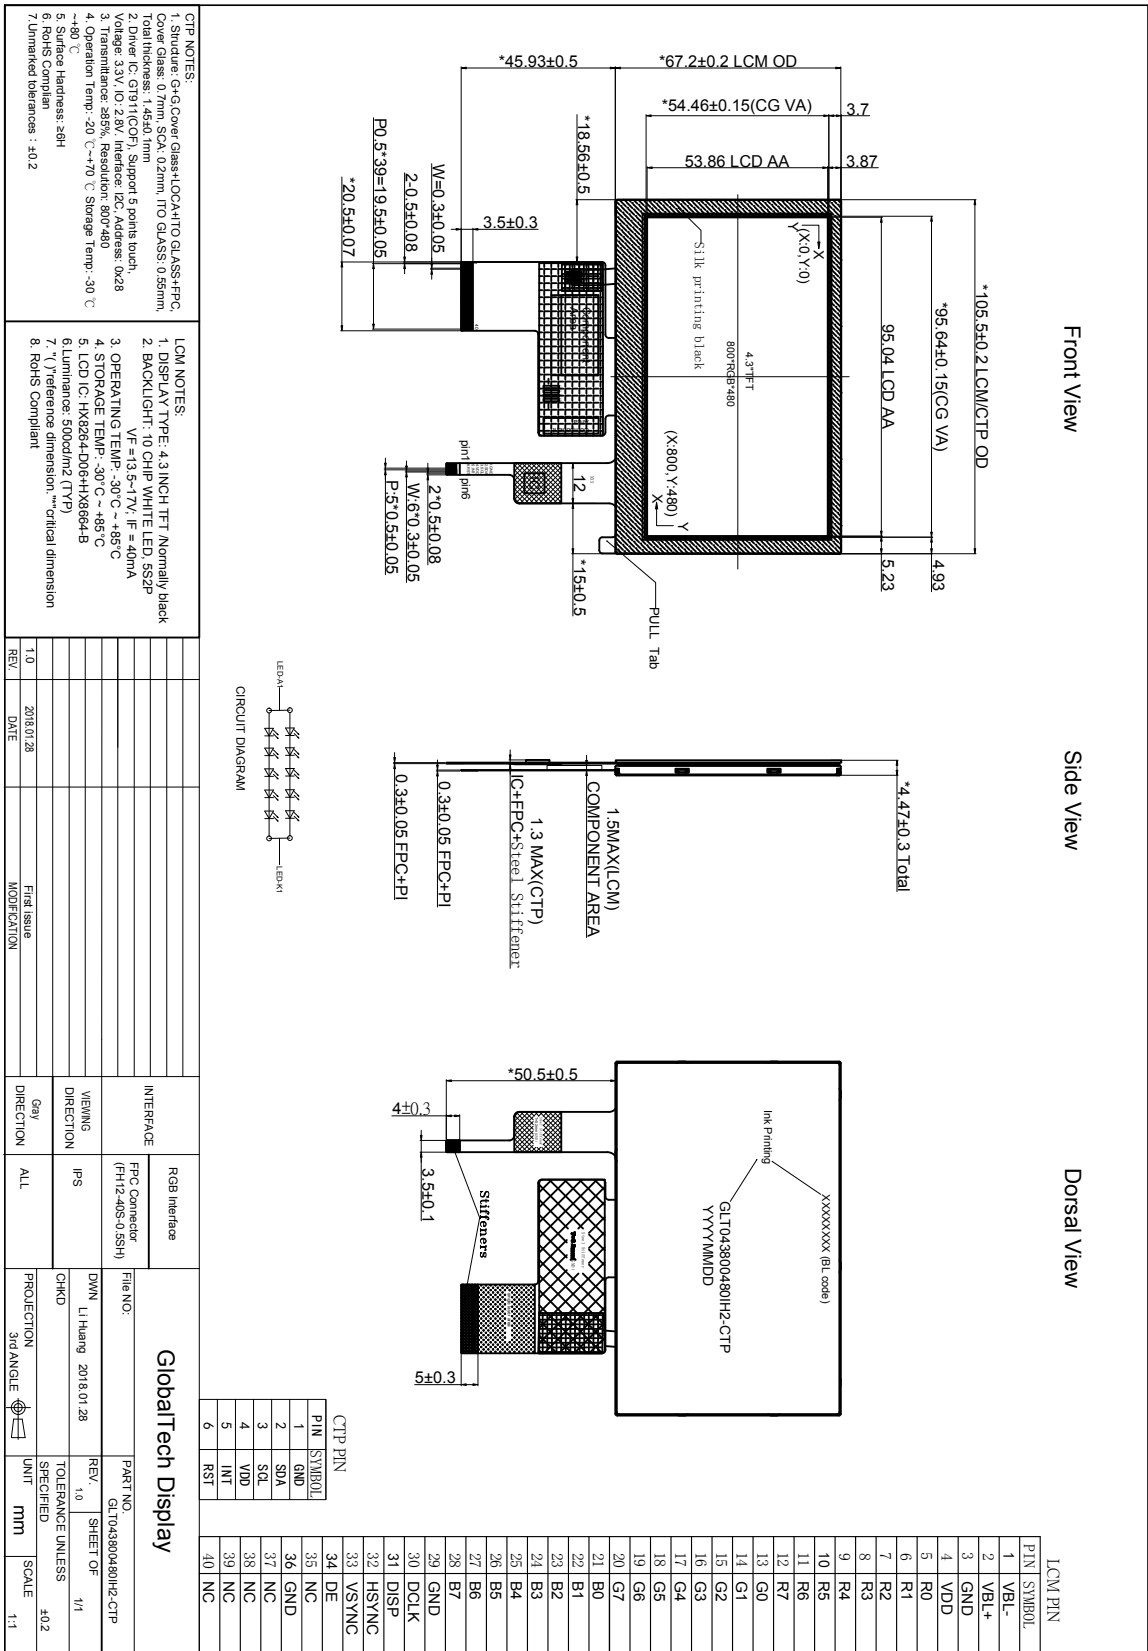 Front View
Side View
Dorsal View
*105.5±0.2 LCM/CTP OD
*95.64±0.15(CG VA)
95.04 LCD AA
4.93
5.23
*45.93±0.5
*67.2±0.2 LCM OD
*54.46±0.15(CG VA)
3.7
53.86 LCD AA
3.87
*18.56±0.5
X
Y
(X:0,Y:0)
Silk printing black
4.3"TFT
800*RGB*480
(X:800,Y:480)
X
Y
3.5±0.3
W=0.3±0.05
2-0.5±0.08
P0.5*39=19.5±0.05
*20.5±0.07
Component
Area
pin1
pin6
12
*15±0.5
2*0.5±0.08
W:6*0.3±0.05
P:5*0.5±0.05
PULL Tab
*4.47±0.3 Total
1.5MAX(LCM)
COMPONENT AREA
1.3 MAX(CTP)
IC+FPC+Steel Stiffener
0.3±0.05 FPC+PI
0.3±0.05 FPC+PI
LED-A1
LED-K1
CIRCUIT DIAGRAM
*50.5±0.5
4±0.3
3.5±0.1
Stiffeners
5±0.3
Ink Printing
XXXXXXXX (BL code)
GLT043800480IH2-CTP
YYYYMMDD
CTP NOTES:
1. Structure: G+G,Cover Glass+LOCA+ITO GLASS+FPC,
Cover Glass: 0.7mm, SCA: 0.2mm, ITO GLASS: 0.55mm,
Total thickness: 1.45±0.1mm
2. Driver IC: GT911(COF), Support 5 points touch,
Voltage: 3.3V, IO: 2.8V. Interface: I2C, Address: 0x28
3. Transmittance: ≥85%, Resolution: 800*480
4. Operation Temp: -20 ℃~+70 ℃ Storage Temp: -30 ℃
~+80 ℃
5. Surface Hardness: ≥6H
6. RoHS Complian
7.Unmarked tolerances : ±0.2
LCM NOTES:
1. DISPLAY TYPE: 4.3 INCH TFT /Normally black
2. BACKLIGHT: 10 CHIP WHITE LED, 5S2P
VF =13.5~17V; IF = 40mA
3. OPERATING TEMP: -30°C ~ +85°C
4. STORAGE TEMP: -30°C ~ +85°C
5. LCD IC: HX8264-D06+HX8664-B
6.Luminance: 500cd/m2 (TYP)
7. "( )"reference dimension. "*"critical dimension
8. RoHS Compliant
1.0 2018.01.28 First issue
REV. DATE MODIFICATION
INTERFACE
RGB Interface
FPC Connector
(FH12-40S-0.5SH)
VIEWING
DIRECTION
IPS
Gray
DIRECTION
ALL
GlobalTech Display
File NO:
PART NO.
GLT043800480IH2-CTP
DWN Li Huang 2018.01.28
REV. 1.0
SHEET OF 1/1
CHKD
TOLERANCE UNLESS
SPECIFIED ±0.2
PROJECTION
3rd ANGLE
UNIT mm
SCALE 1:1
CTP PIN
PIN SYMBOL
1 GND
2 SDA
3 SCL
4 VDD
5 INT
6 RST
LCM PIN
PIN SYMBOL
1 VBL-
2 VBL+
3 GND
4 VDD
5 R0
6 R1
7 R2
8 R3
9 R4
10 R5
11 R6
12 R7
13 G0
14 G1
15 G2
16 G3
17 G4
18 G5
19 G6
20 G7
21 B0
22 B1
23 B2
24 B3
25 B4
26 B5
27 B6
28 B7
29 GND
30 DCLK
31 DISP
32 HSYNC
33 VSYNC
34 DE
35 NC
36 GND
37 NC
38 NC
39 NC
40 NC